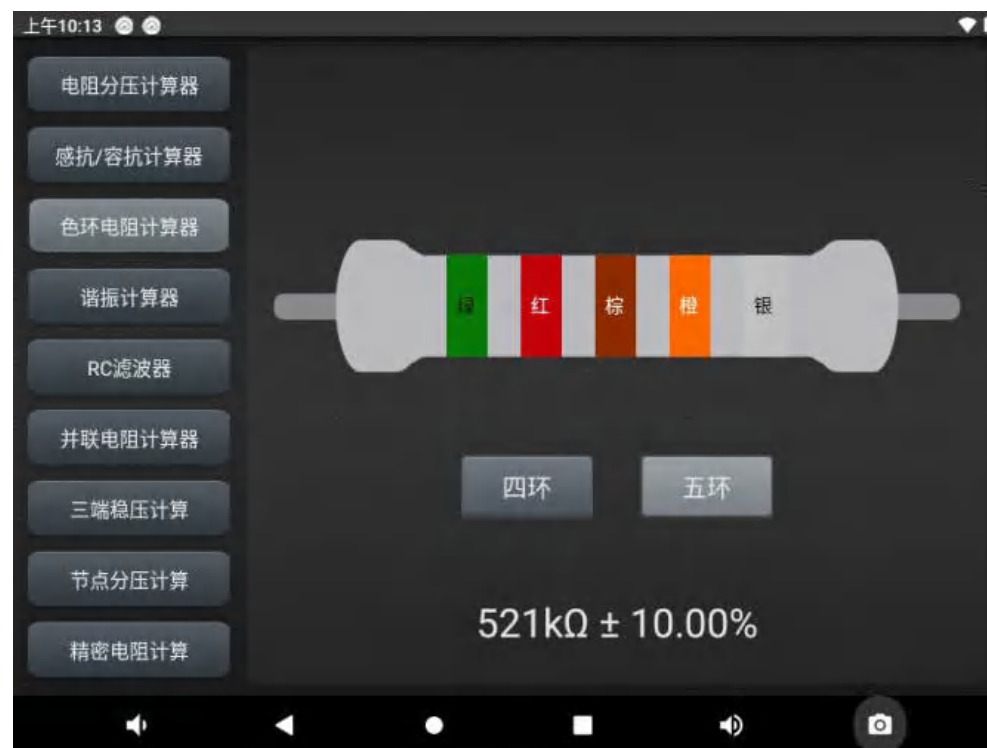 上午10:13
电阻分压计算器
感抗/容抗计算器
色环电阻计算器
谐振计算器
RC滤波器
并联电阻计算器
三端稳压计算
节点分压计算
精密电阻计算
绿 红 棕 橙 银
四环 五环
521kΩ ± 10.00%